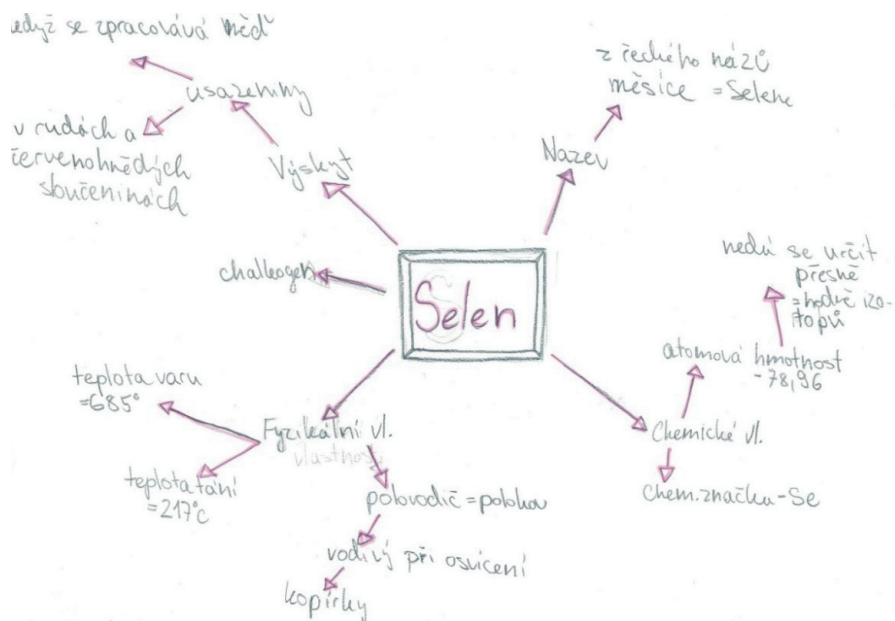 když se zpracovává měď
usazeniny
v rudách a
červenohnědých
sloučeninách
Výskyt
z řeckého názvu
měsíce = Selene
Název
chalkogen
Selen
nedá se určit
přesně
= hodně izo-
topů
atomová hmotnost
- 78,96
Chemické vl.
Chem. značka - Se
teplota varu
= 685°
Fyzikální vl.
vlastnosti
teplota tání
= 217°C
polovodič = polokov
vodivý při osvícení
kopírky